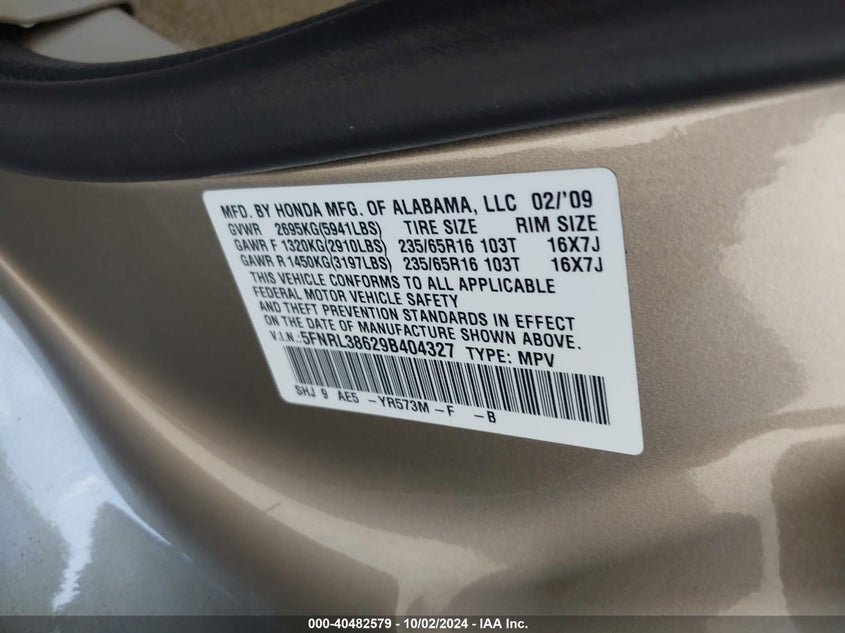 MFD. BY HONDA MFG. OF ALABAMA, LLC 02/'09
GVWR 2695KG(5941LBS) TIRE SIZE RIM SIZE
GAWR F 1320KG(2910LBS) 235/65R16 103T 16X7J
GAWR R 1450KG(3197LBS) 235/65R16 103T 16X7J
THIS VEHICLE CONFORMS TO ALL APPLICABLE
FEDERAL MOTOR VEHICLE SAFETY
AND THEFT PREVENTION STANDARDS IN EFFECT
ON THE DATE OF MANUFACTURE SHOWN ABOVE.
V.I.N.:5FNRL38629B404327 TYPE: MPV
SHJ 9 AE5 -YR573M-F -B
000-40482579 - 10/02/2024 - IAA Inc.